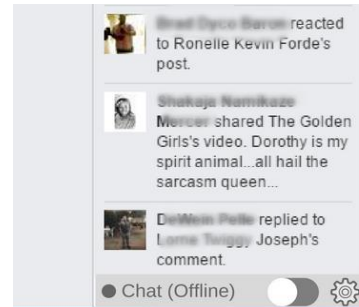 reacted
to Ronelle Kevin Forde's
post.
shared The Golden
Girls's video. Dorothy is my
spirit animal...all hail the
sarcasm queen...
replied to
Joseph's
comment.
Chat (Offline)